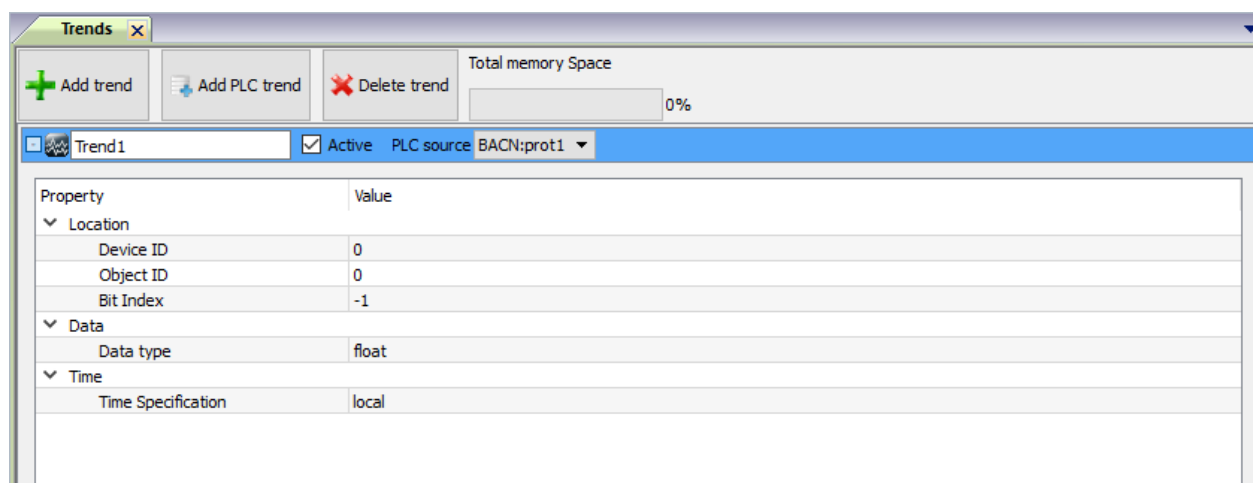 Trends
Add trend
Add PLC trend
Delete trend
Total memory Space
0%
Trend1
Active
PLC source BACN:prot1
Property Value
Location
Device ID 0
Object ID 0
Bit Index -1
Data
Data type float
Time
Time Specification local